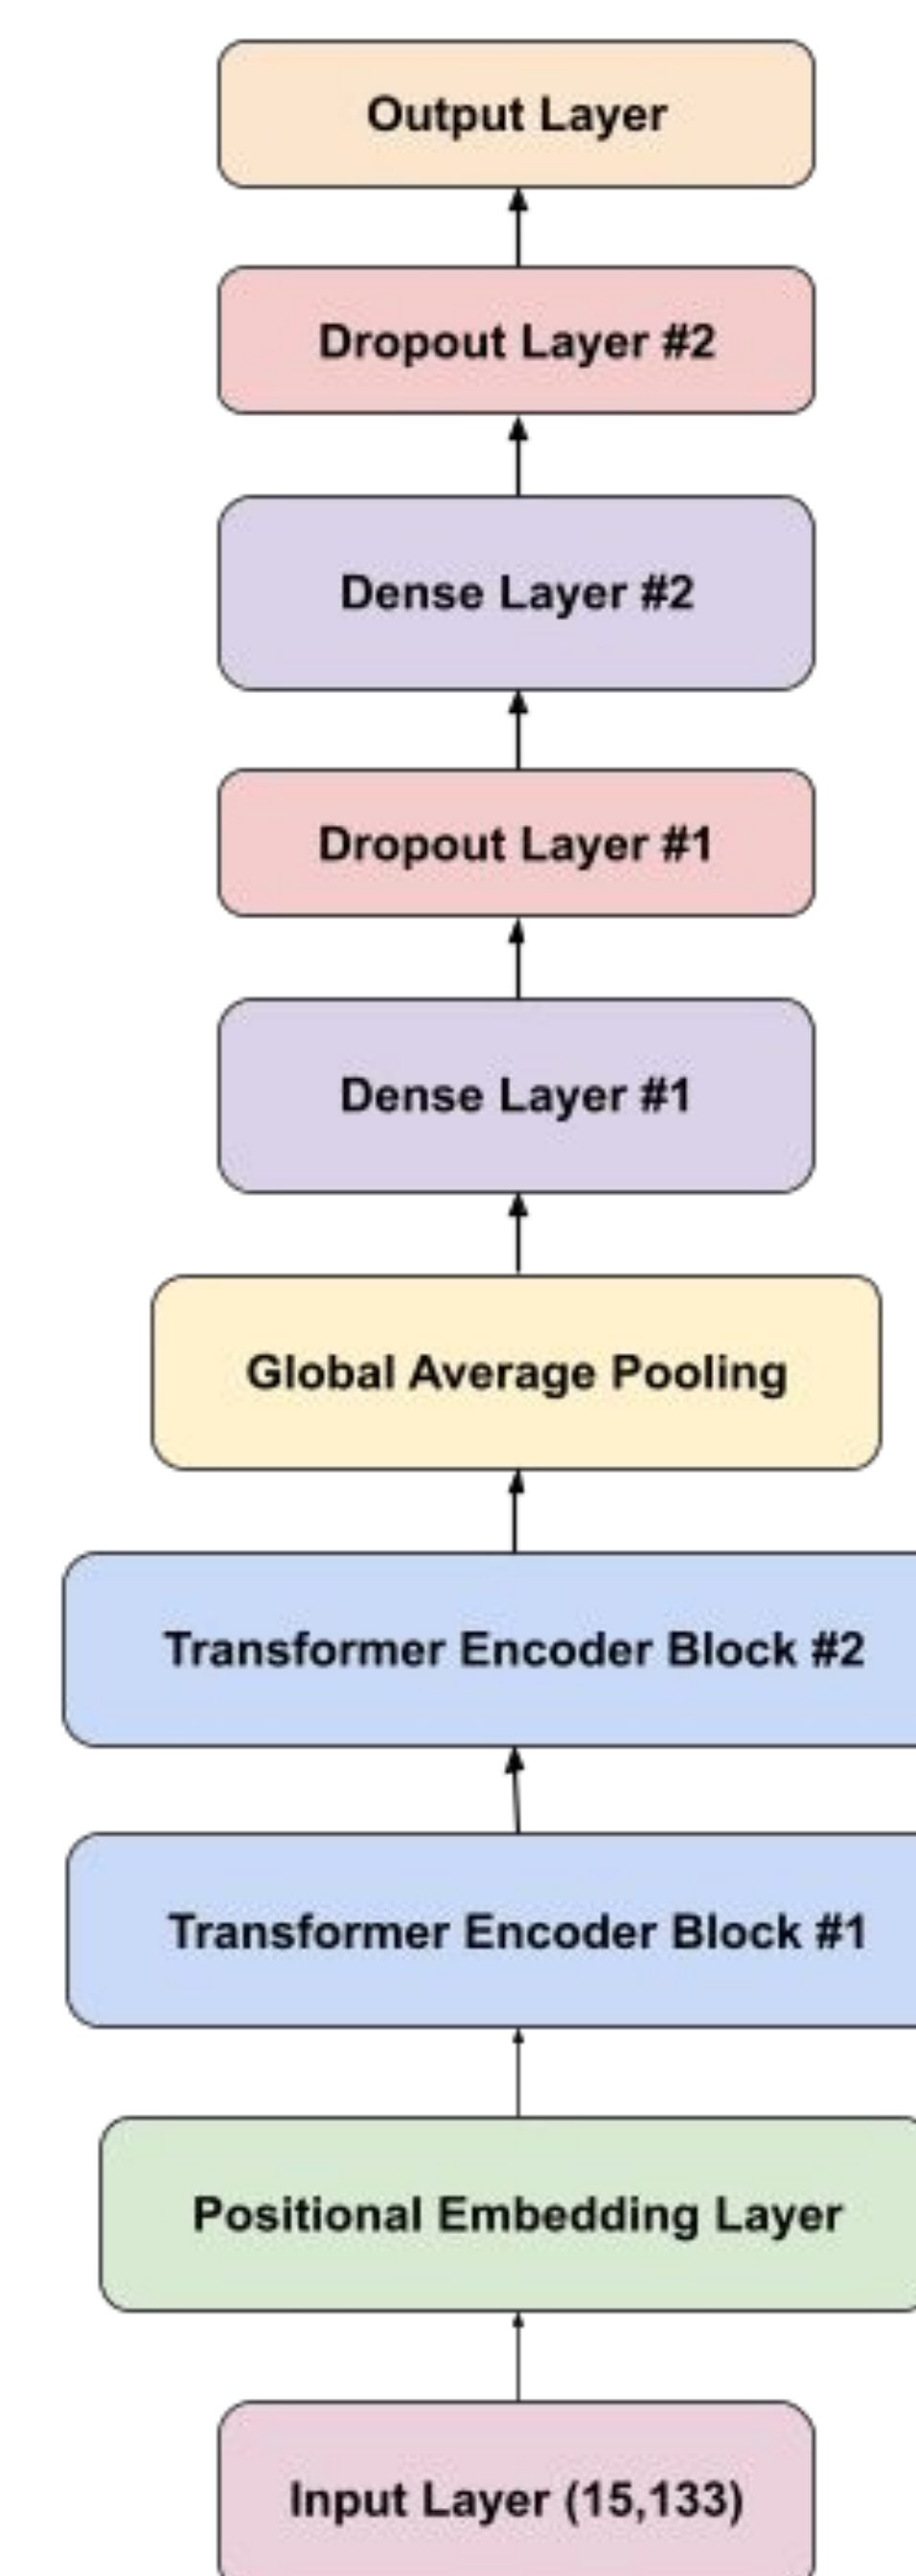 Output Layer
Dropout Layer #2
Dense Layer #2
Dropout Layer #1
Dense Layer #1
Global Average Pooling
Transformer Encoder Block #2
Transformer Encoder Block #1
Positional Embedding Layer
Input Layer (15,133)